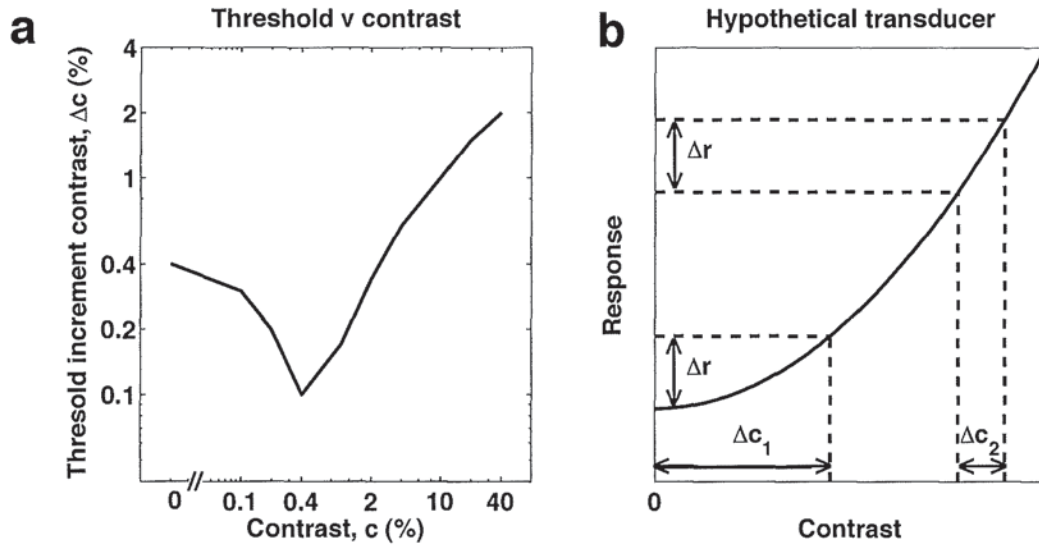 a
Threshold v contrast
4
2
1
0.4
0.2
0.1
Thresold increment contrast, Δc (%)
0
0.1
0.4
2
10
40
Contrast, c (%)
b
Hypothetical transducer
Response
Δr
Δr
Δc1
Δc2
0
Contrast